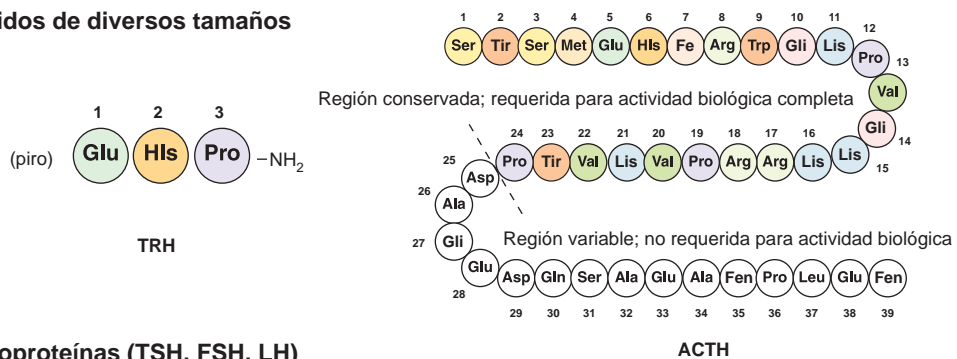 idos de diversos tamaños
1 2 3 4 5 6 7 8 9 10 11 12 13
Ser Tir Ser Met Glu HIs Fe Arg Trp Gli Lis Pro Val
1 2 3
(piro) Glu HIs Pro –NH2
TRH
Región conservada; requerida para actividad biológica completa
Gli 14
25 24 23 22 21 20 19 18 17 16 15
Asp Pro Tir Val Lis Val Pro Arg Arg Lis Lis
26 Ala
27 Gli
Región variable; no requerida para actividad biológica
28 Glu
Asp Gln Ser Ala Glu Ala Fen Pro Leu Glu Fen
29 30 31 32 33 34 35 36 37 38 39
ACTH
oproteínas (TSH, FSH, LH)